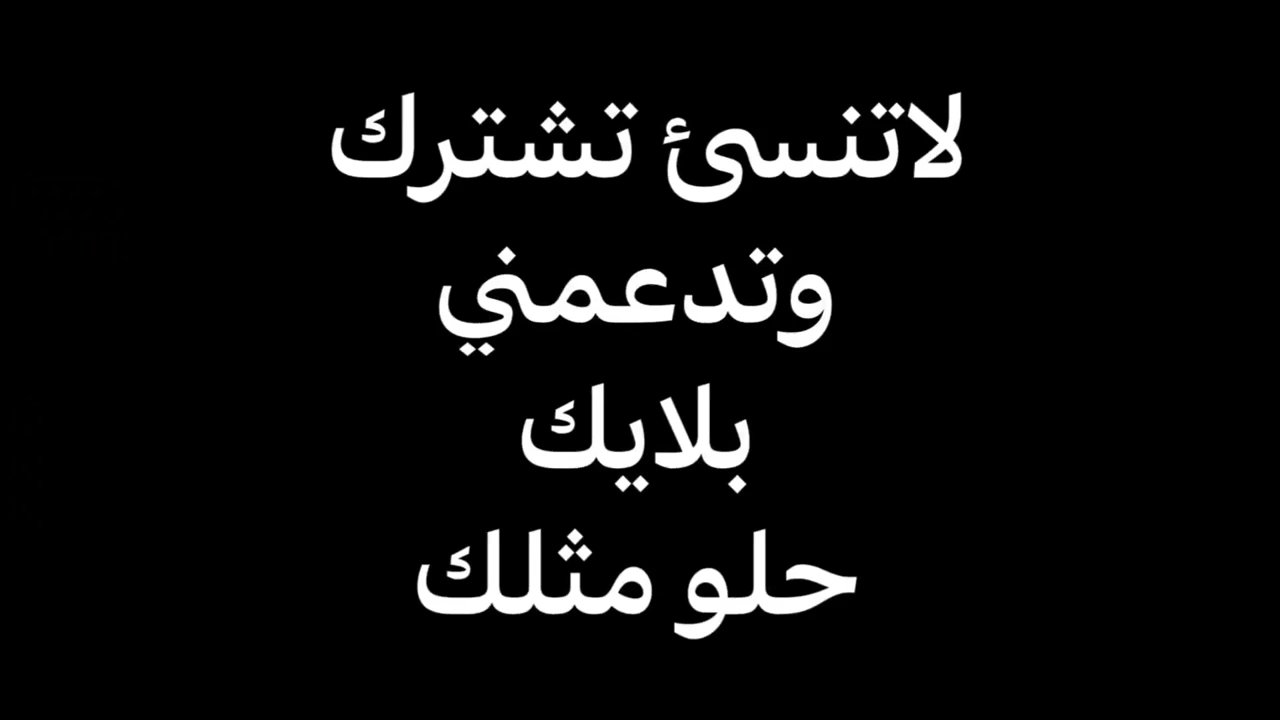 لاتنسئ تشترك
وتدعمني
بلايك
حلو مثلك